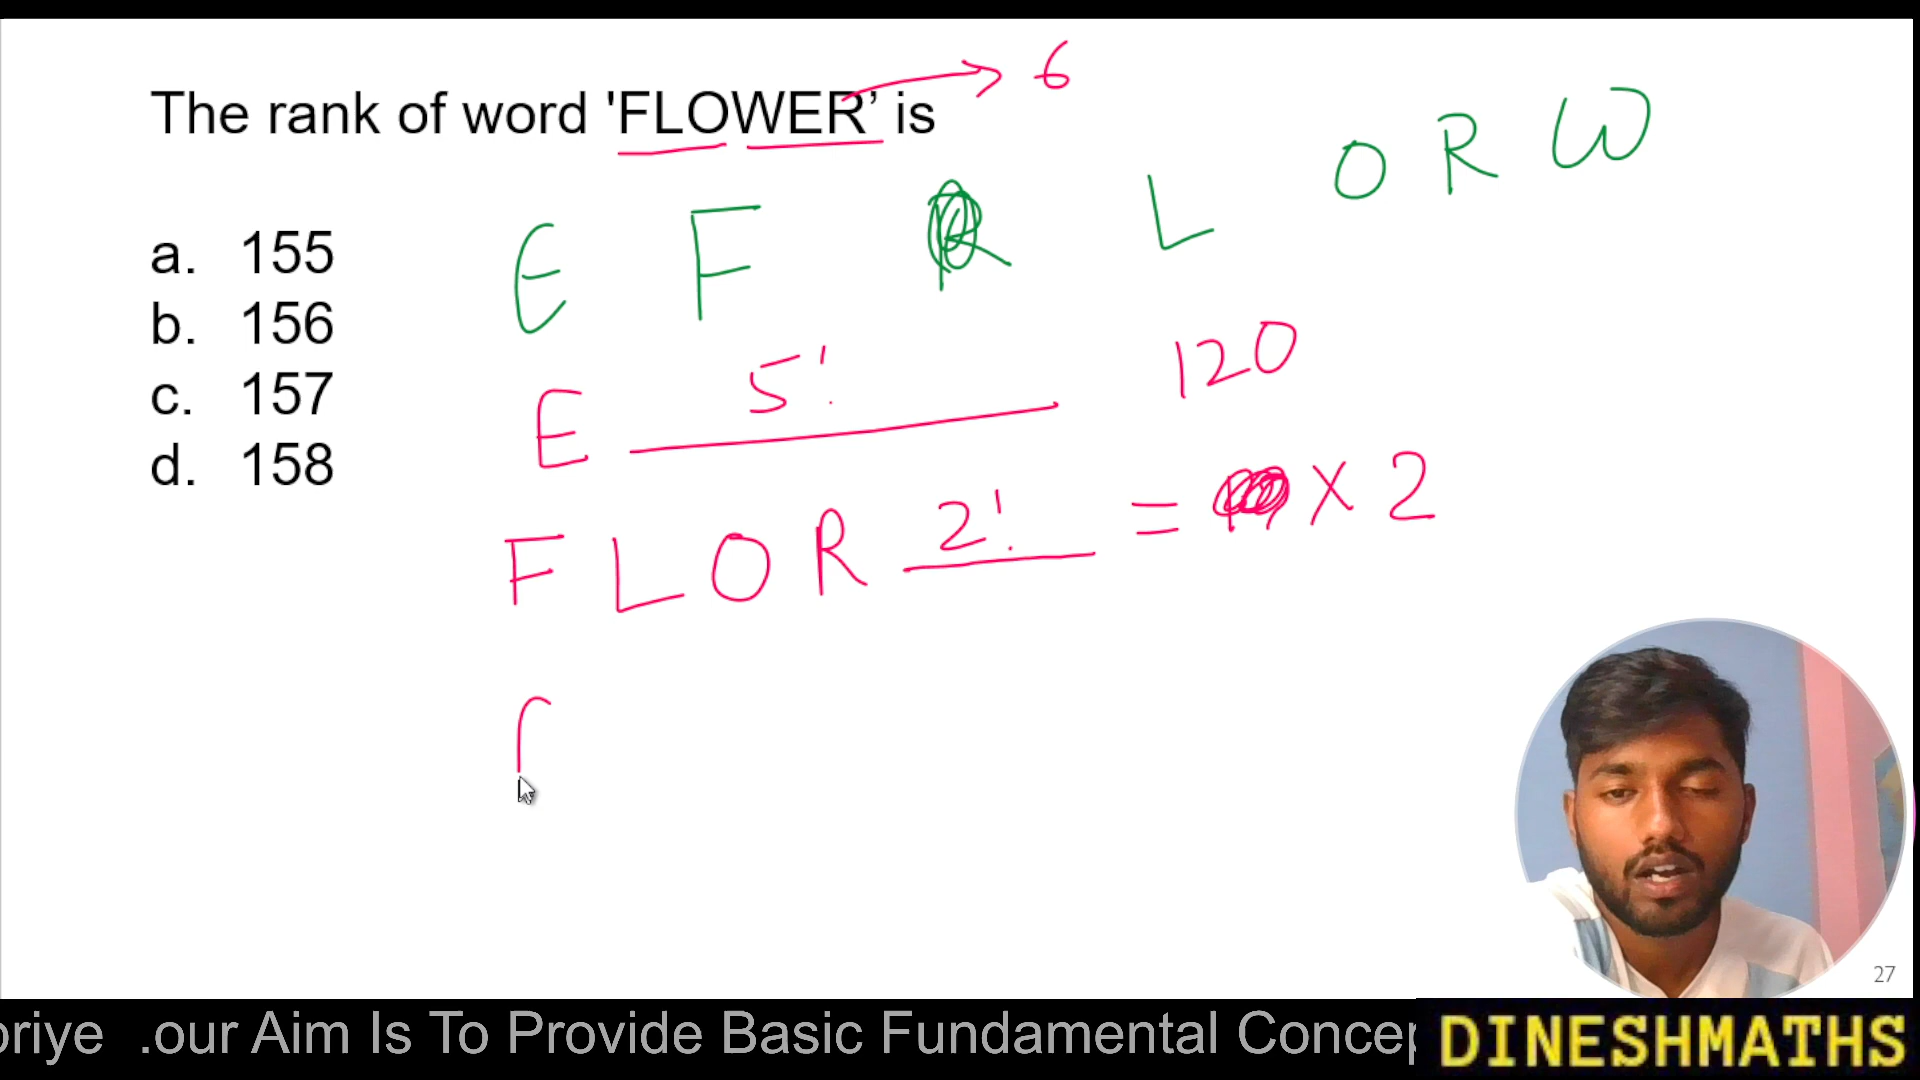 The rank of word 'FLOWER’ is
6
a. 155
b. 156
c. 157
d. 158
E F L O R W
E 5! 120
F L O R 2! = × 2
27
oriye .our Aim Is To Provide Basic Fundamental
DINESHMATHS